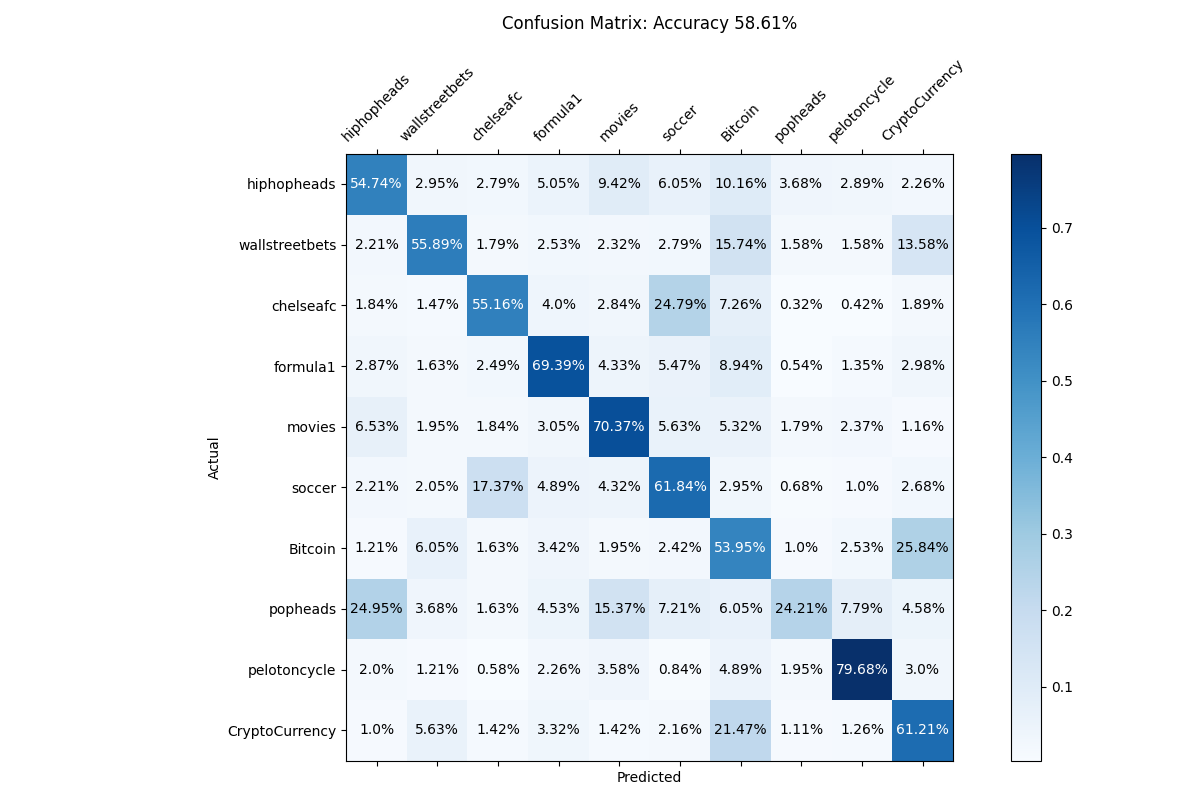 Confusion Matrix: Accuracy 58.61%
hiphopheads wallstreetbets chelseafc formula1 movies soccer Bitcoin popheads pelotoncycle CryptoCurrency
hiphopheads 54.74% 2.95% 2.79% 5.05% 9.42% 6.05% 10.16% 3.68% 2.89% 2.26%
wallstreetbets 2.21% 55.89% 1.79% 2.53% 2.32% 2.79% 15.74% 1.58% 1.58% 13.58%
chelseafc 1.84% 1.47% 55.16% 4.0% 2.84% 24.79% 7.26% 0.32% 0.42% 1.89%
formula1 2.87% 1.63% 2.49% 69.39% 4.33% 5.47% 8.94% 0.54% 1.35% 2.98%
movies 6.53% 1.95% 1.84% 3.05% 70.37% 5.63% 5.32% 1.79% 2.37% 1.16%
soccer 2.21% 2.05% 17.37% 4.89% 4.32% 61.84% 2.95% 0.68% 1.0% 2.68%
Bitcoin 1.21% 6.05% 1.63% 3.42% 1.95% 2.42% 53.95% 1.0% 2.53% 25.84%
popheads 24.95% 3.68% 1.63% 4.53% 15.37% 7.21% 6.05% 24.21% 7.79% 4.58%
pelotoncycle 2.0% 1.21% 0.58% 2.26% 3.58% 0.84% 4.89% 1.95% 79.68% 3.0%
CryptoCurrency 1.0% 5.63% 1.42% 3.32% 1.42% 2.16% 21.47% 1.11% 1.26% 61.21%
Actual
Predicted
0.7
0.6
0.5
0.4
0.3
0.2
0.1